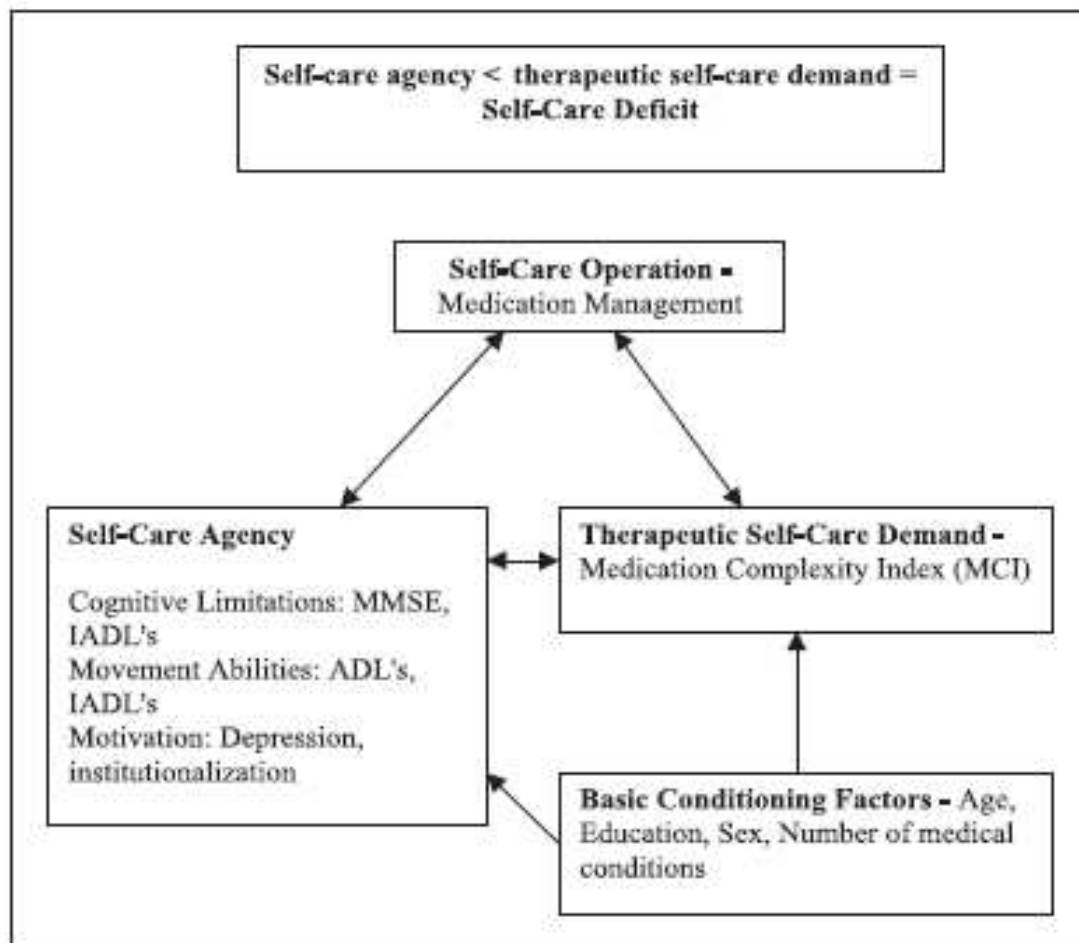 Self-care agency < therapeutic self-care demand =
Self-Care Deficit
Self-Care Operation -
Medication Management
Self-Care Agency
Cognitive Limitations: MMSE,
IADL's
Movement Abilities: ADL's,
IADL's
Motivation: Depression,
institutionalization
Therapeutic Self-Care Demand -
Medication Complexity Index (MCI)
Basic Conditioning Factors - Age,
Education, Sex, Number of medical
conditions